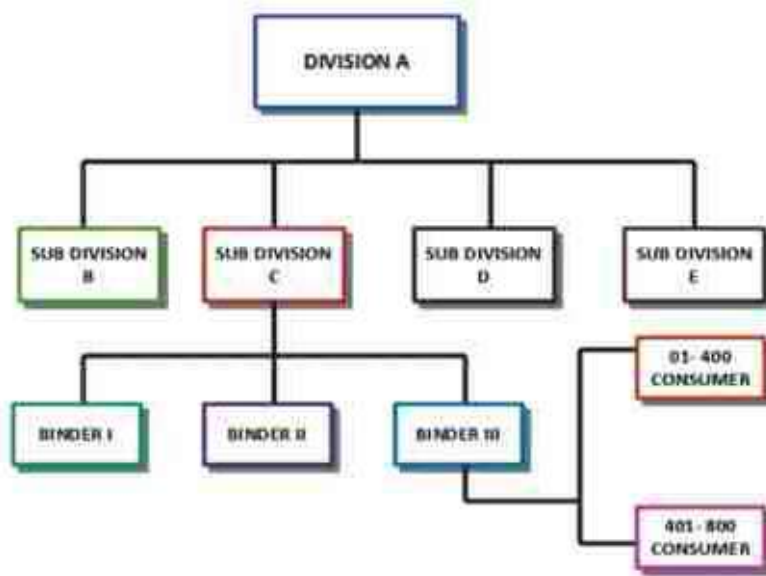 DIVISION A
SUB DIVISION
B
SUB DIVISION
C
SUB DIVISION
D
SUB DIVISION
E
01- 400
CONSUMER
BINDER I
BINDER II
BINDER III
401- 800
CONSUMER